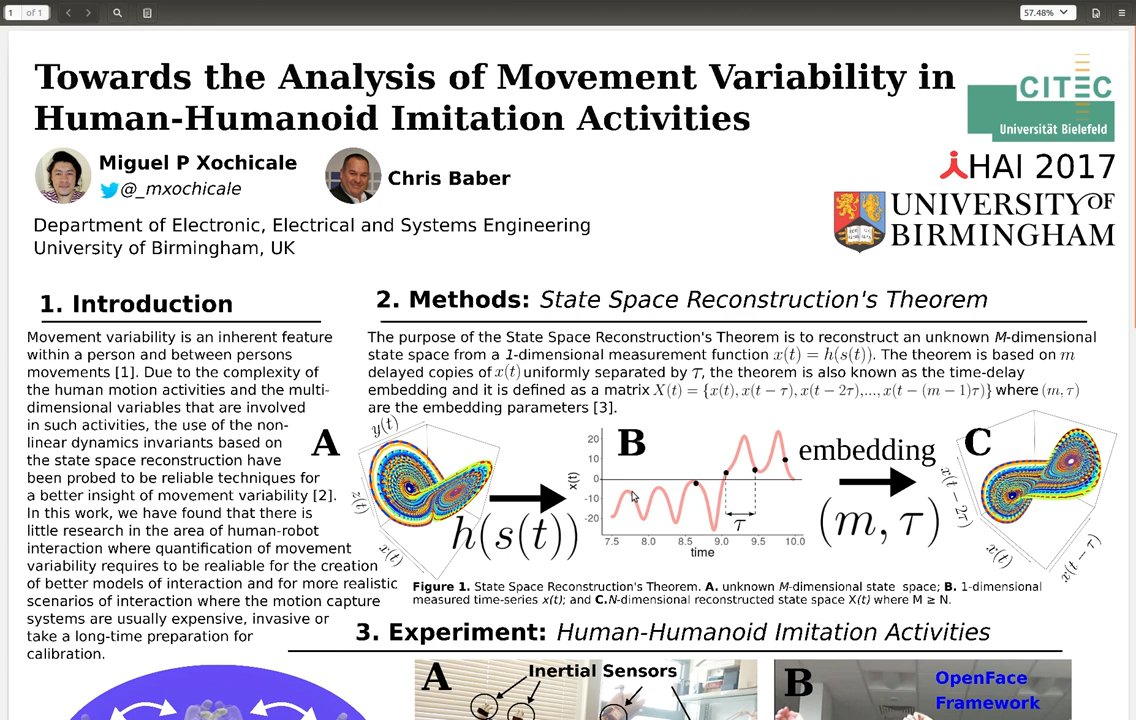 1 of 1
57.48%
Towards the Analysis of Movement Variability in
Human-Humanoid Imitation Activities
CITEC
Universität Bielefeld
Miguel P Xochicale
@_mxochicale
Chris Baber
HAI 2017
UNIVERSITY OF
BIRMINGHAM
Department of Electronic, Electrical and Systems Engineering
University of Birmingham, UK
1. Introduction
Movement variability is an inherent feature
within a person and between persons
movements [1]. Due to the complexity of
the human motion activities and the multi-
dimensional variables that are involved
in such activities, the use of the non-
linear dynamics invariants based on
the state space reconstruction have
been probed to be reliable techniques for
a better insight of movement variability [2].
In this work, we have found that there is
little research in the area of human-robot
interaction where quantification of movement
variability requires to be realiable for the creation
of better models of interaction and for more realistic
scenarios of interaction where the motion capture
systems are usually expensive, invasive or
take a long-time preparation for
calibration.
2. Methods: State Space Reconstruction's Theorem
The purpose of the State Space Reconstruction's Theorem is to reconstruct an unknown M-dimensional
state space from a 1-dimensional measurement function x(t) = h(s(t)). The theorem is based on m
delayed copies of x(t) uniformly separated by τ, the theorem is also known as the time-delay
embedding and it is defined as a matrix X(t) = {x(t), x(t − τ), x(t − 2τ), ..., x(t − (m − 1)τ)} where (m, τ)
are the embedding parameters [3].
A
y(t)
z(t)
x(t)
h(s(t))
B
x(t)
20
10
0
-10
-20
τ
7.5 8.0 8.5 9.0 9.5 10.0
time
embedding
(m, τ)
C
x(t − 2τ)
x(t)
x(t − τ)
Figure 1. State Space Reconstruction's Theorem. A. unknown M-dimensional state space; B. 1-dimensional
measured time-series x(t); and C.N-dimensional reconstructed state space X(t) where M ≥ N.
3. Experiment: Human-Humanoid Imitation Activities
A
Inertial Sensors
B
OpenFace
Framework